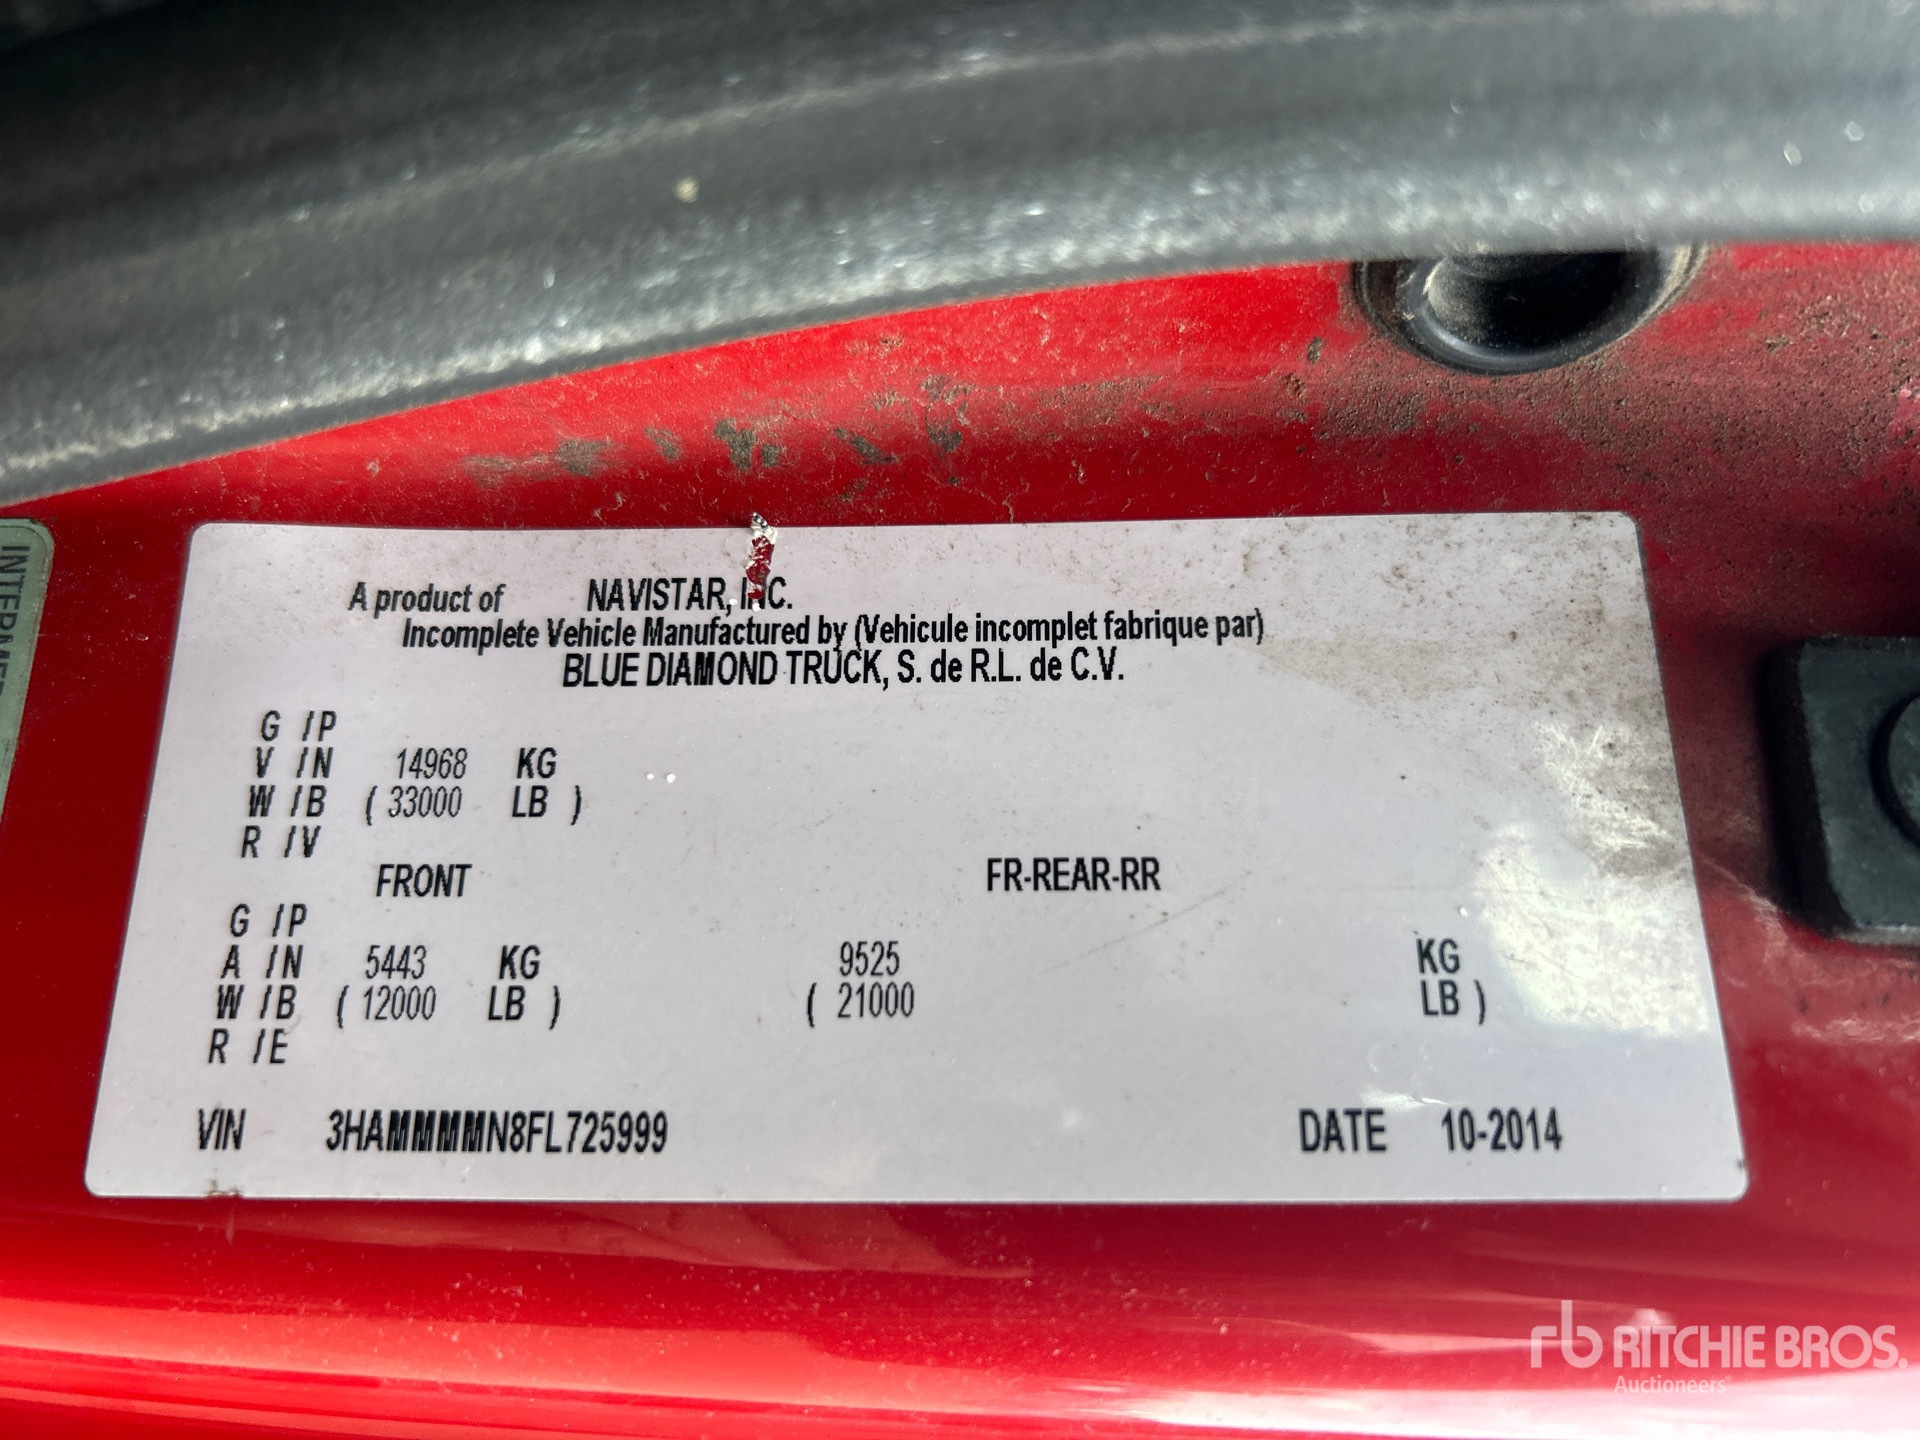 INTERMED
A product of NAVISTAR, INC.
Incomplete Vehicle Manufactured by (Vehicule incomplet fabrique par)
BLUE DIAMOND TRUCK, S. de R.L. de C.V.
G /P
V /N 14968 KG
W /B ( 33000 LB )
R /V
FRONT FR-REAR-RR
G /P
A /N 5443 KG 9525 KG
W /B ( 12000 LB ) ( 21000 LB )
R /E
VIN 3HAMMMMN8FL725999 DATE 10-2014
rb RITCHIE BROS.
Auctioneers